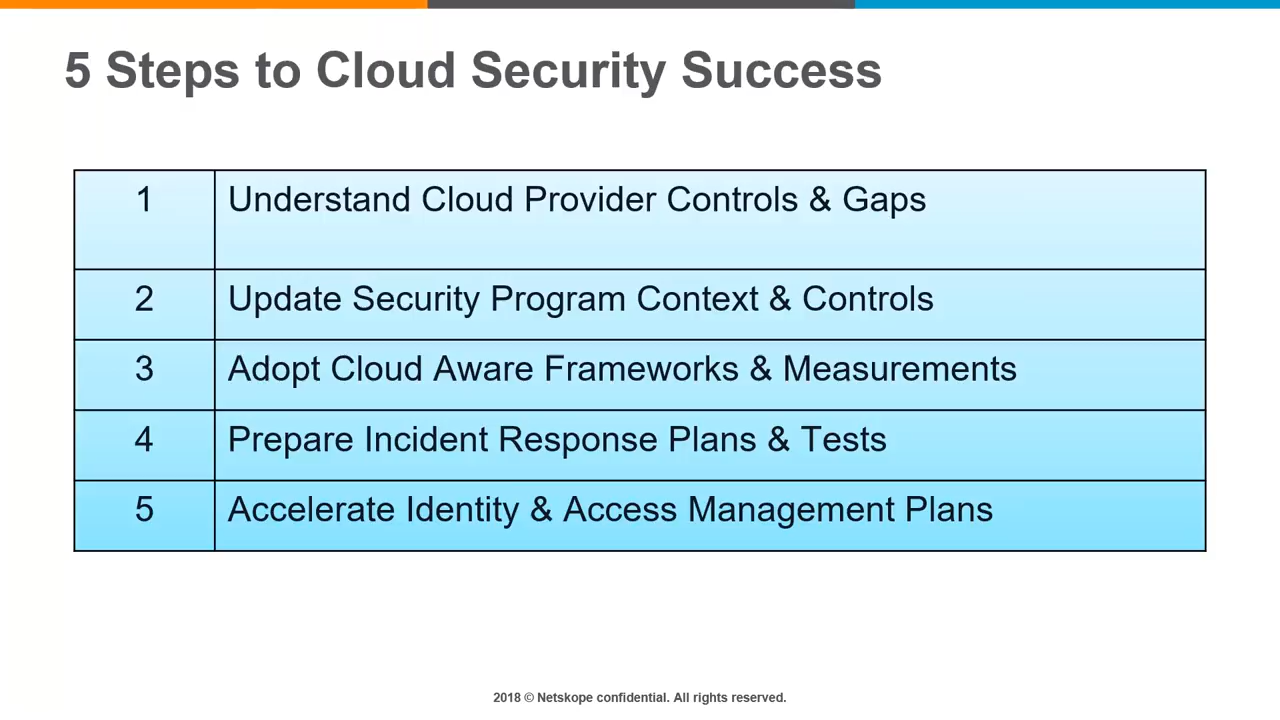 5 Steps to Cloud Security Success
1 Understand Cloud Provider Controls & Gaps
2 Update Security Program Context & Controls
3 Adopt Cloud Aware Frameworks & Measurements
4 Prepare Incident Response Plans & Tests
5 Accelerate Identity & Access Management Plans
2018 © Netskope confidential. All rights reserved.